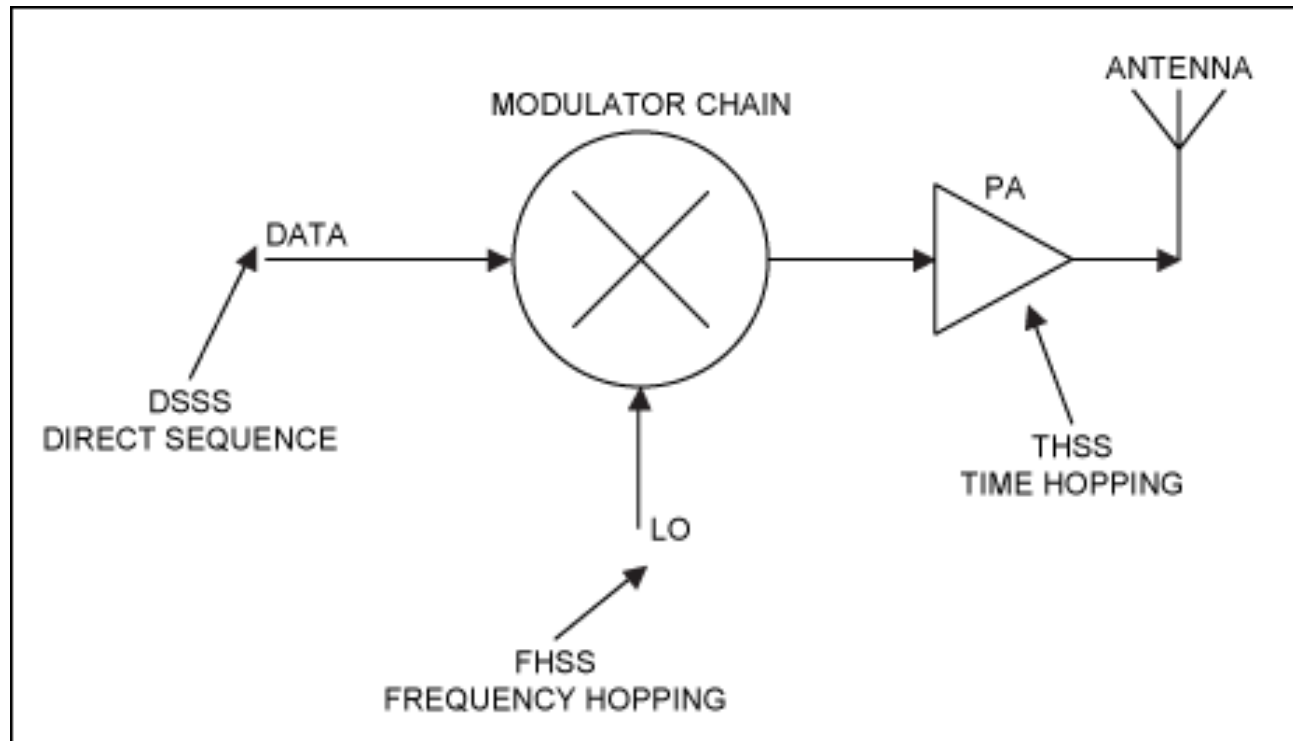 ANTENNA
MODULATOR CHAIN
PA
DATA
DSSS
DIRECT SEQUENCE
THSS
TIME HOPPING
LO
FHSS
FREQUENCY HOPPING